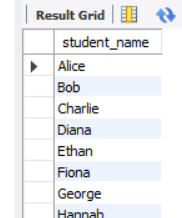 Result Grid
student_name
Alice
Bob
Charlie
Diana
Ethan
Fiona
George
Hannah